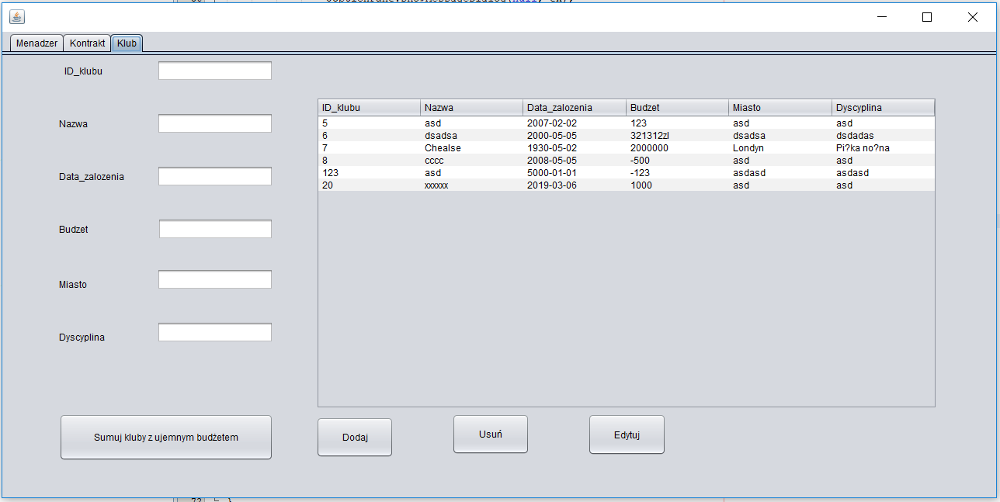 Menadzer Kontrakt Klub
ID_klubu
Nazwa
Data_zalozenia
Budzet
Miasto
Dyscyplina
ID_klubu Nazwa Data_zalozenia Budzet Miasto Dyscyplina
5 asd 2007-02-02 123 asd asd
6 dsadsa 2000-05-05 321312zl dsadsa dsdadas
7 Chealse 1930-05-02 2000000 Londyn Pi?ka no?na
8 cccc 2008-05-05 -500 asd asd
123 asd 5000-01-01 -123 asdasd asdasd
20 xxxxxx 2019-03-06 1000 asd asd
Sumuj kluby z ujemnym budżetem
Dodaj
Usuń
Edytuj